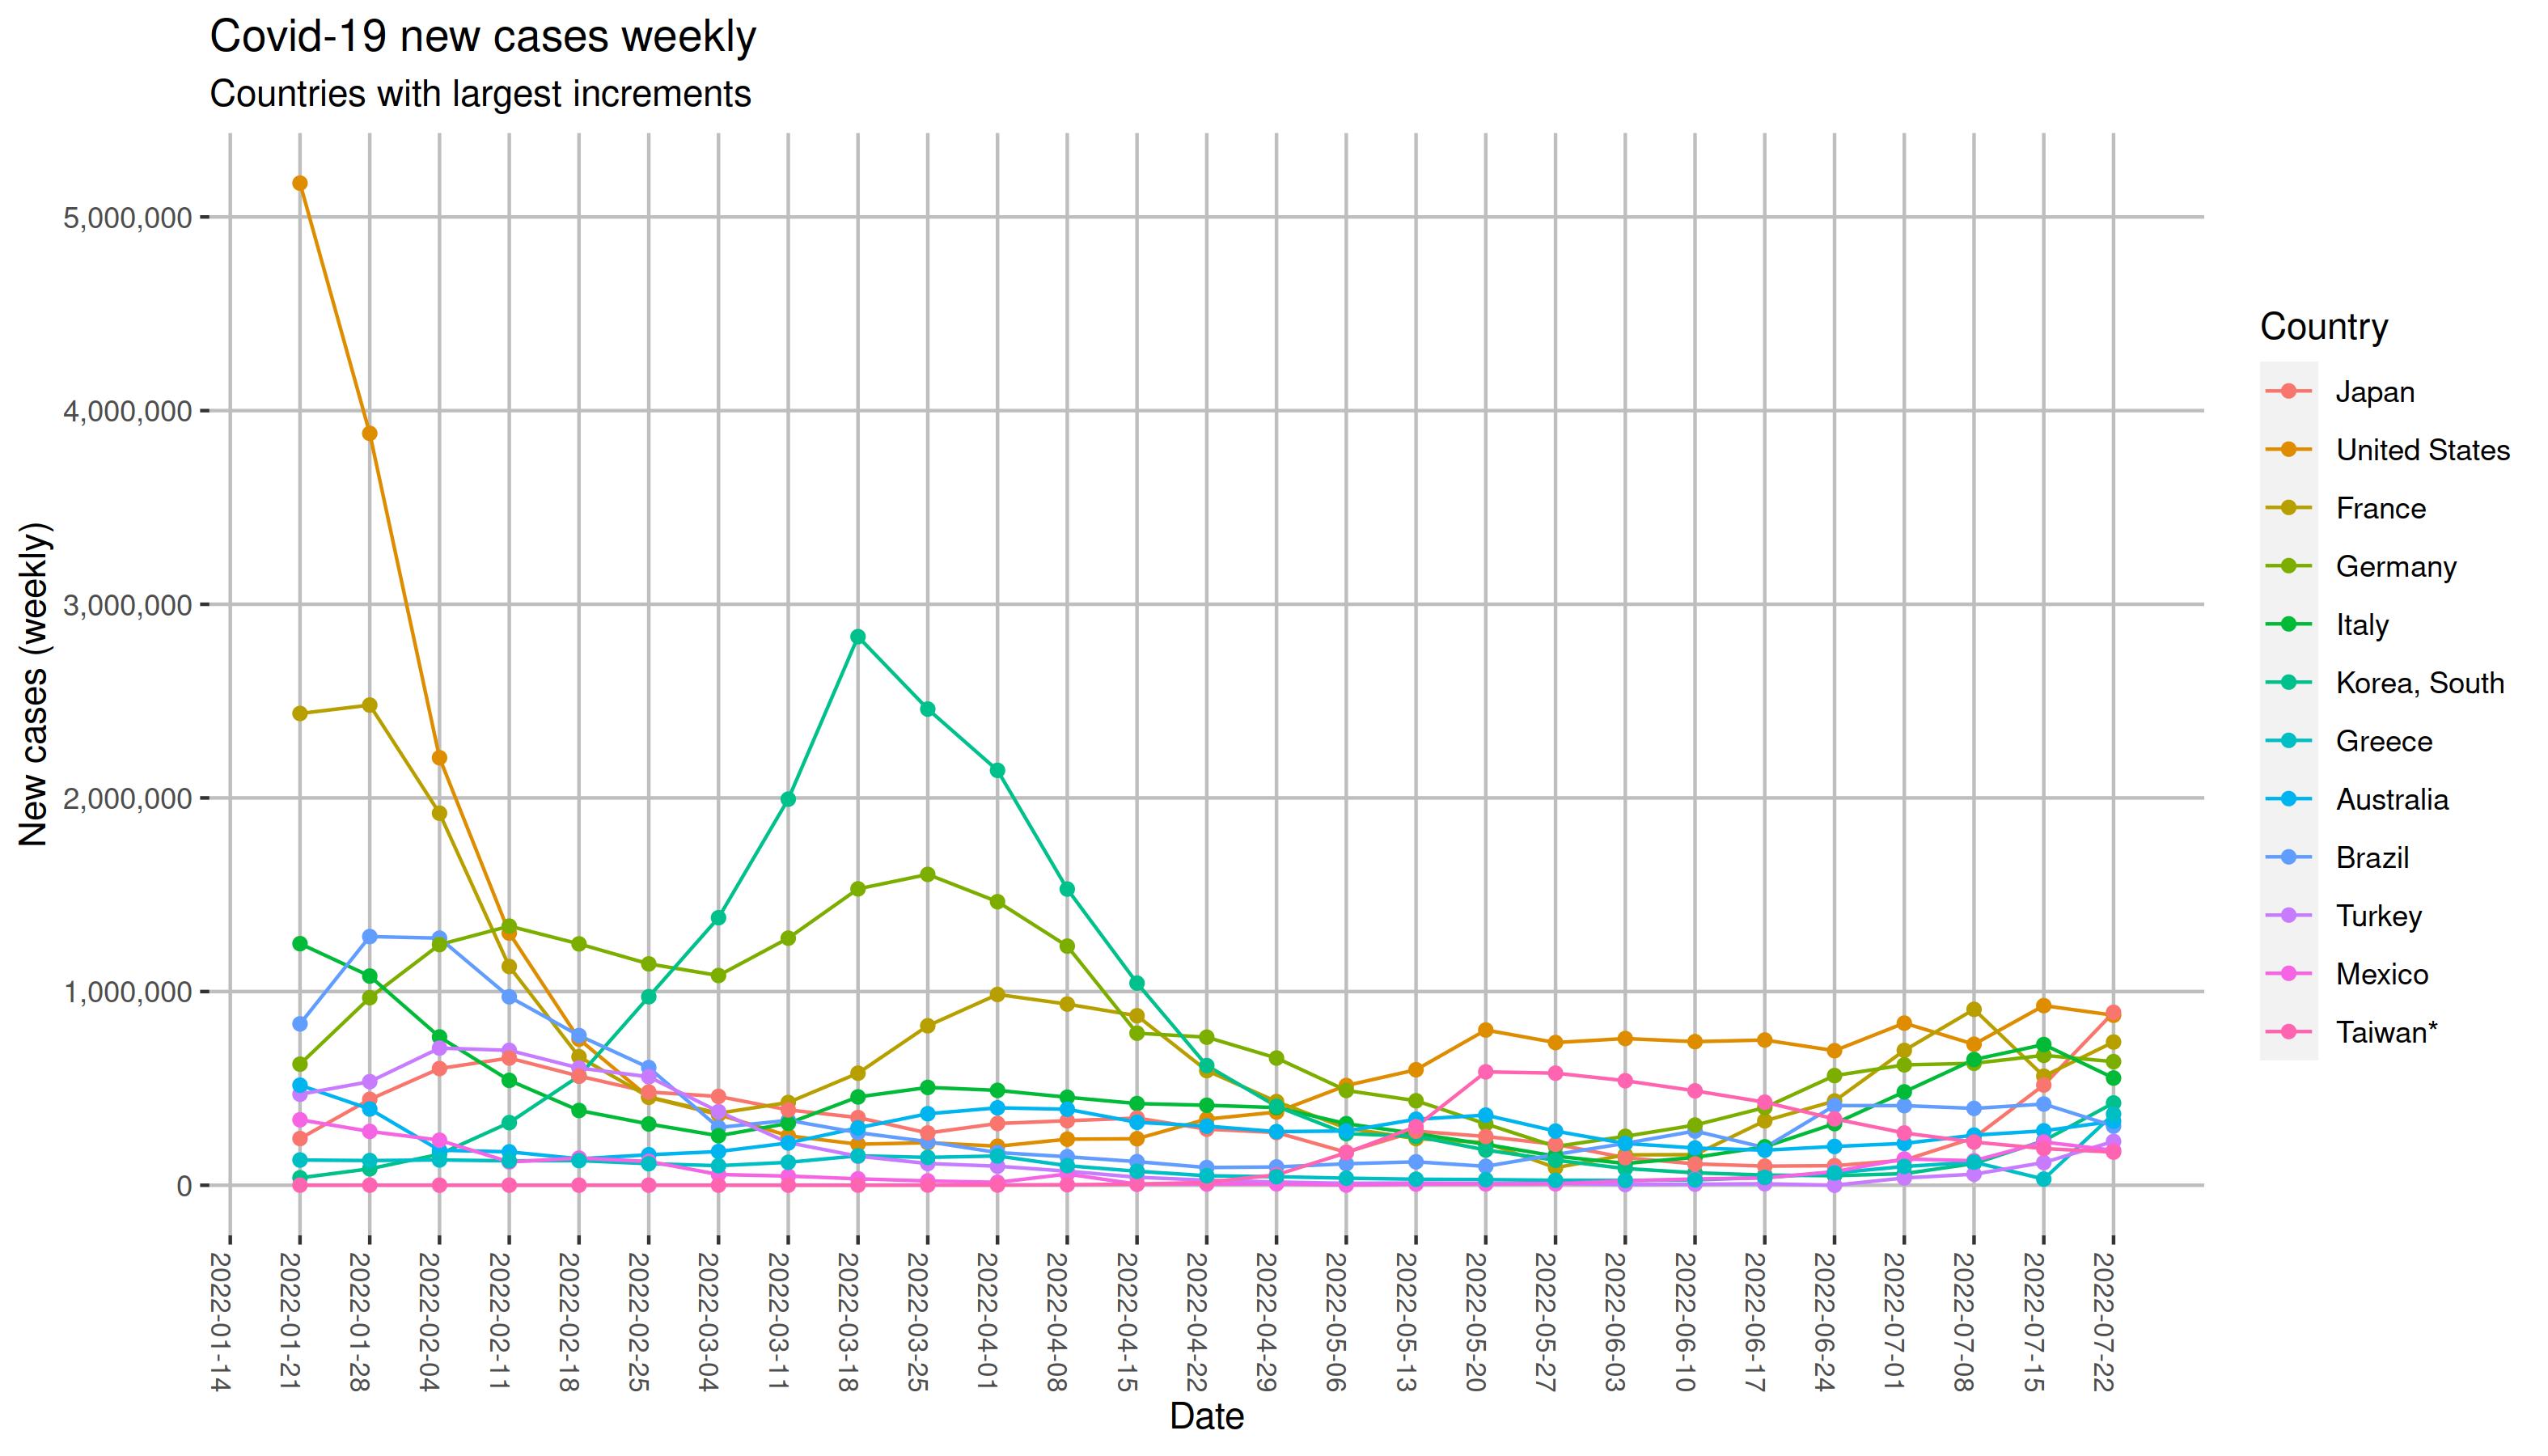 Covid-19 new cases weekly
Countries with largest increments
New cases (weekly)
5,000,000
4,000,000
3,000,000
2,000,000
1,000,000
0
2022-01-14
2022-01-21
2022-01-28
2022-02-04
2022-02-11
2022-02-18
2022-02-25
2022-03-04
2022-03-11
2022-03-18
2022-03-25
2022-04-01
2022-04-08
2022-04-15
2022-04-22
2022-04-29
2022-05-06
2022-05-13
2022-05-20
2022-05-27
2022-06-03
2022-06-10
2022-06-17
2022-06-24
2022-07-01
2022-07-08
2022-07-15
2022-07-22
Date
Country
Japan
United States
France
Germany
Italy
Korea, South
Greece
Australia
Brazil
Turkey
Mexico
Taiwan*